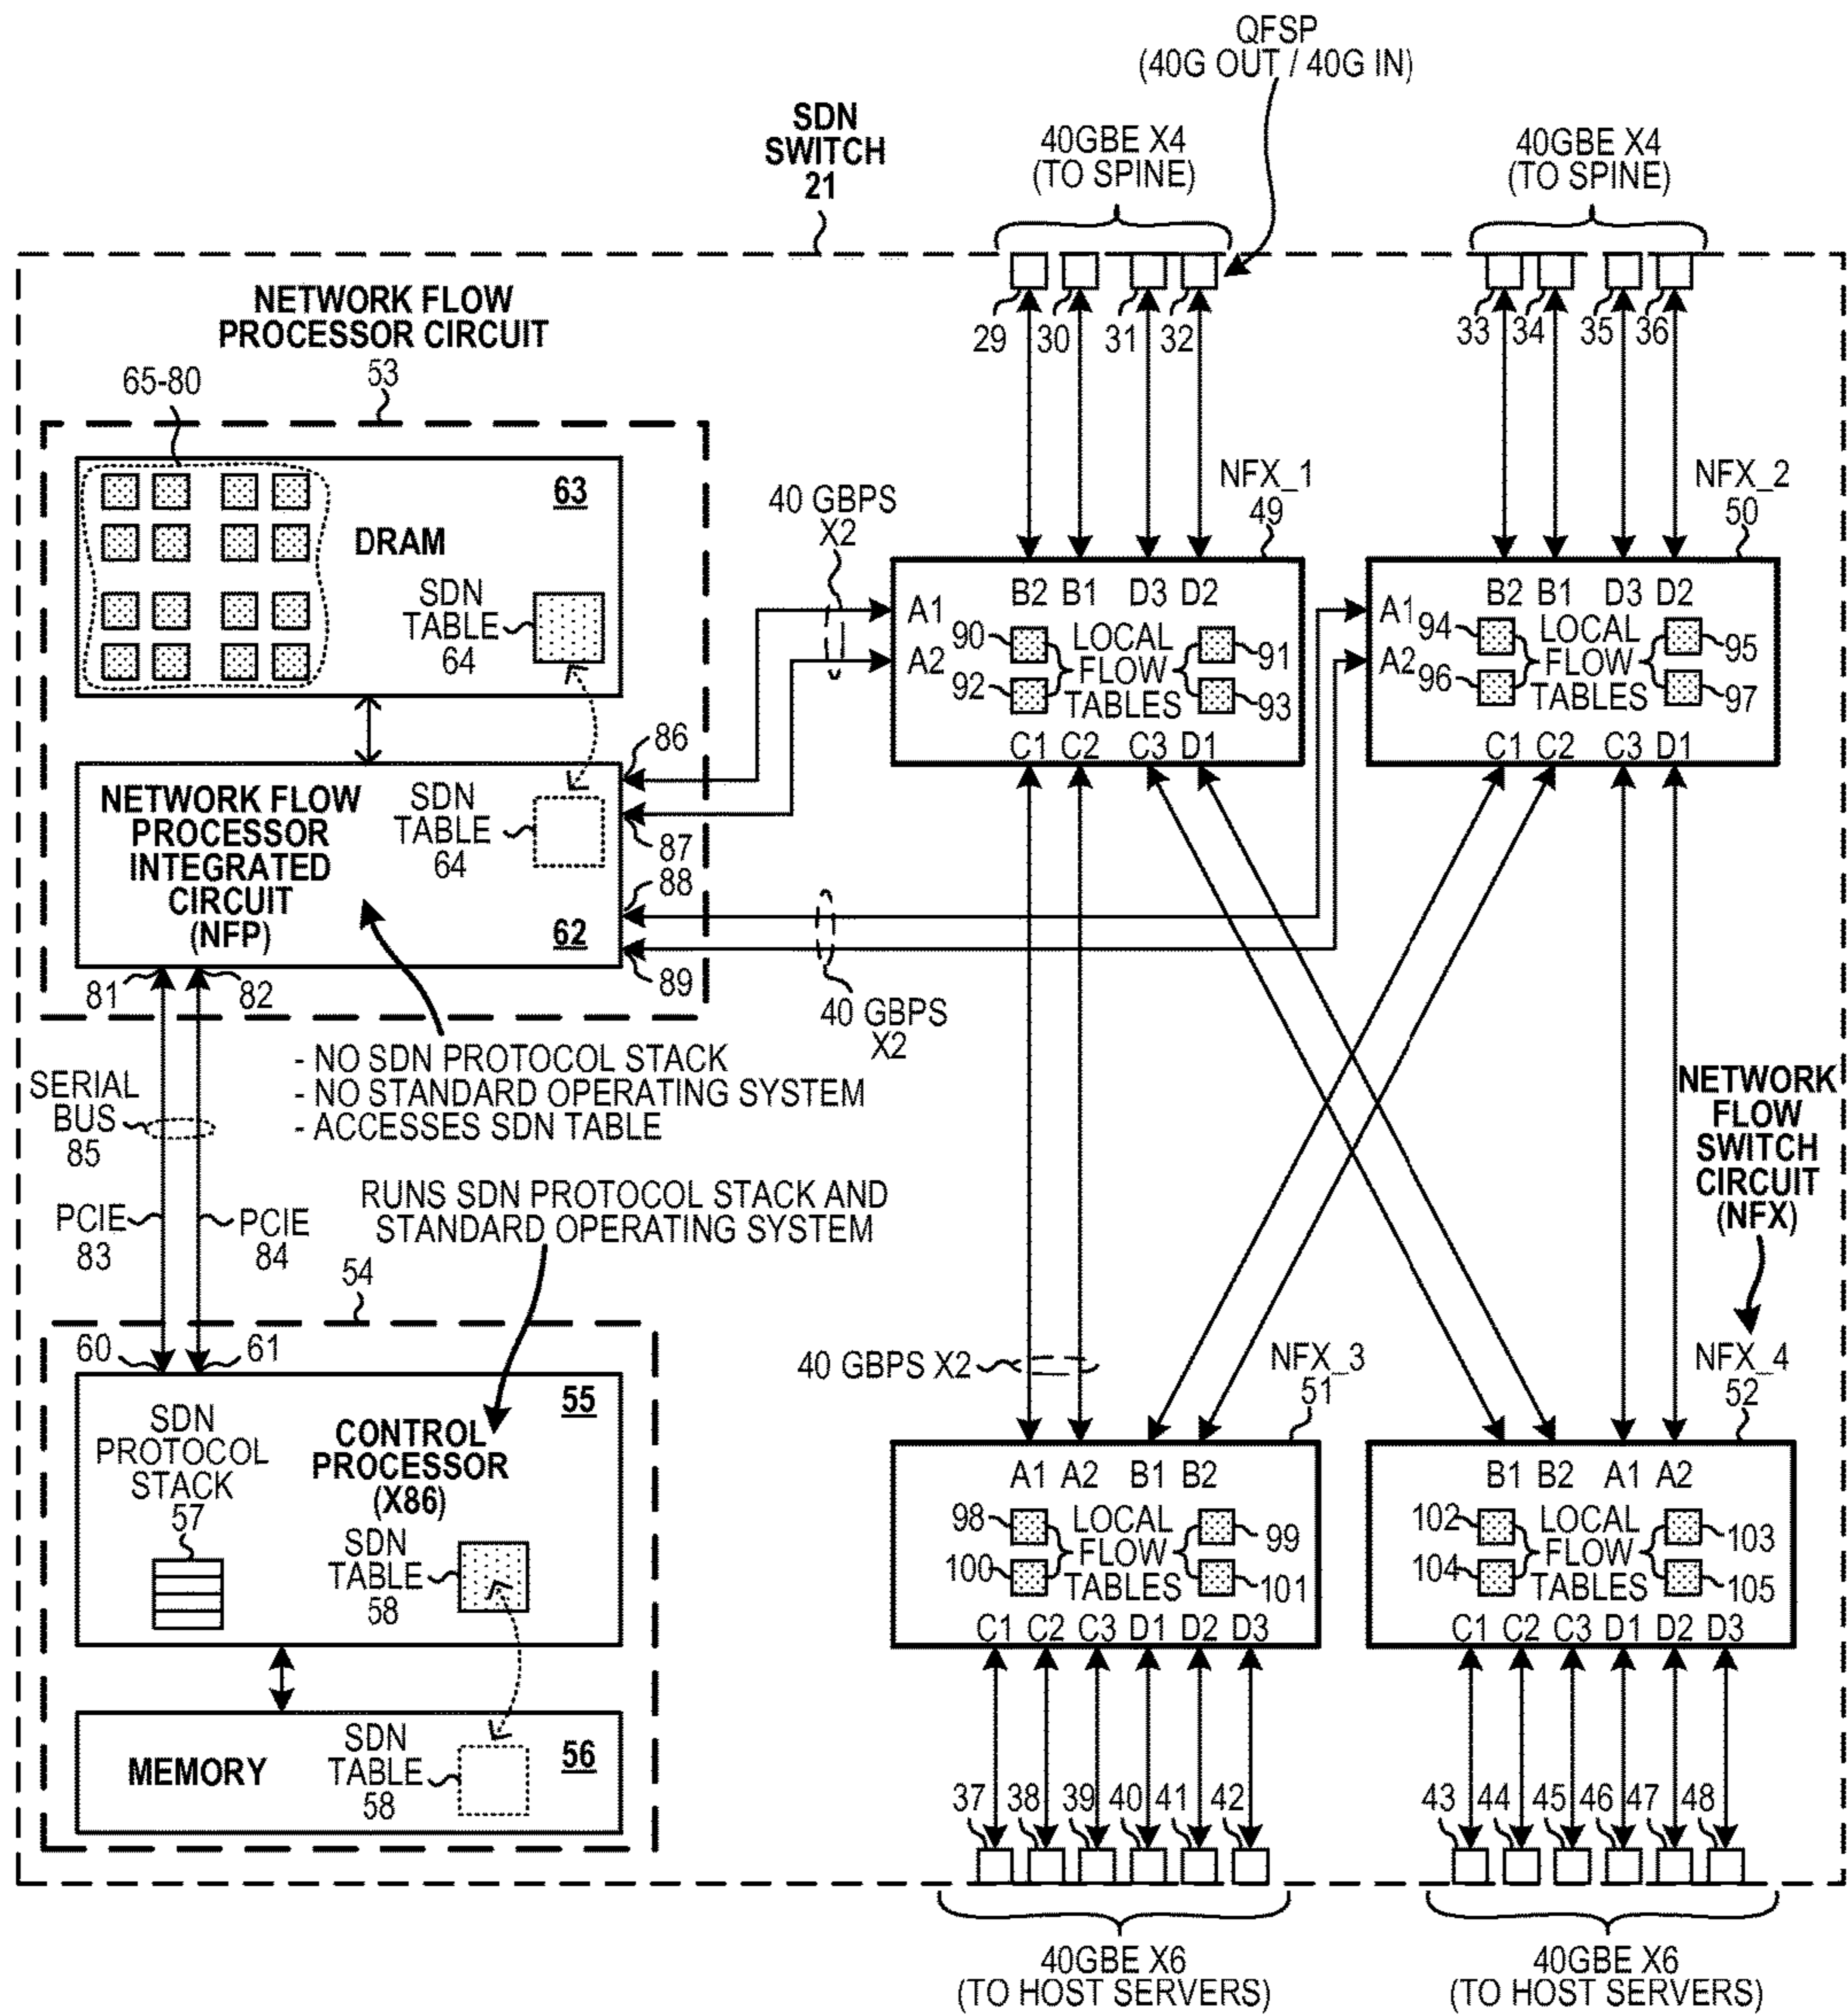 QFSP
(40G OUT / 40G IN)
SDN
SWITCH
21
40GBE X4
(TO SPINE)
40GBE X4
(TO SPINE)
NETWORK FLOW
PROCESSOR CIRCUIT
53
65-80
29
30
31
32
33
34
35
36
63
DRAM
SDN
TABLE
64
40 GBPS
X2
NFX_1
49
NFX_2
50
A1
A2
B2 B1 D3 D2
90
92
LOCAL
FLOW
TABLES
91
93
C1 C2 C3 D1
A1
A2
B2 B1 D3 D2
94
96
LOCAL
FLOW
TABLES
95
97
C1 C2 C3 D1
NETWORK FLOW
PROCESSOR
INTEGRATED
CIRCUIT
(NFP)
SDN
TABLE
64
62
86
87
88
89
81
82
40 GBPS
X2
- NO SDN PROTOCOL STACK
- NO STANDARD OPERATING SYSTEM
- ACCESSES SDN TABLE
SERIAL
BUS
85
PCIE
83
PCIE
84
RUNS SDN PROTOCOL STACK AND
STANDARD OPERATING SYSTEM
NETWORK
FLOW
SWITCH
CIRCUIT
(NFX)
54
60
61
55
SDN
PROTOCOL
STACK
57
CONTROL
PROCESSOR
(X86)
SDN
TABLE
58
MEMORY
SDN
TABLE
58
56
40 GBPS X2
NFX_3
51
NFX_4
52
A1 A2 B1 B2
98
100
LOCAL
FLOW
TABLES
99
101
C1 C2 C3 D1 D2 D3
B1 B2 A1 A2
102
104
LOCAL
FLOW
TABLES
103
105
C1 C2 C3 D1 D2 D3
37
38
39
40
41
42
43
44
45
46
47
48
40GBE X6
(TO HOST SERVERS)
40GBE X6
(TO HOST SERVERS)